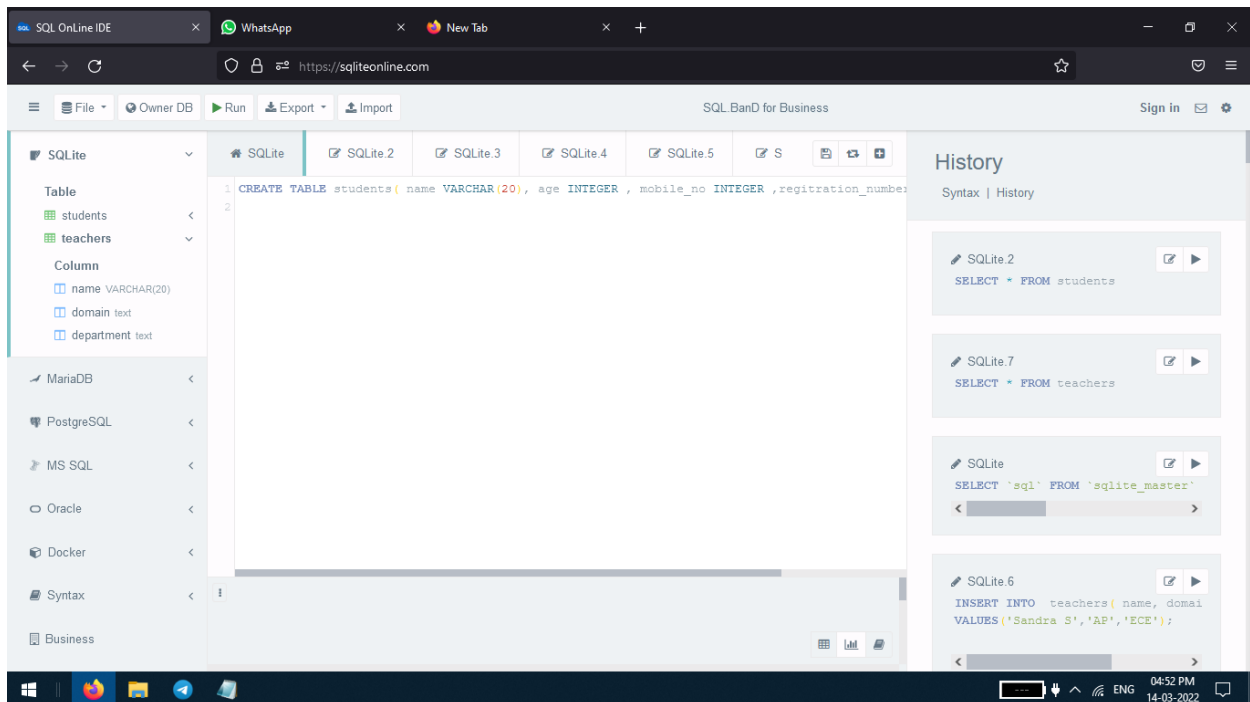 SQL OnLine IDE
WhatsApp
New Tab
https://sqliteonline.com
File
Owner DB
Run
Export
Import
SQL.BanD for Business
Sign in
SQLite
Table
students
teachers
Column
name VARCHAR(20)
domain text
department text
MariaDB
PostgreSQL
MS SQL
Oracle
Docker
Syntax
Business
SQLite
SQLite.2
SQLite.3
SQLite.4
SQLite.5
S
1 CREATE TABLE students( name VARCHAR(20), age INTEGER , mobile_no INTEGER ,regitration_number
2
History
Syntax | History
SQLite.2
SELECT * FROM students
SQLite.7
SELECT * FROM teachers
SQLite
SELECT `sql` FROM `sqlite_master`
SQLite.6
INSERT INTO teachers( name, domai
VALUES('Sandra S','AP','ECE');
ENG
04:52 PM
14-03-2022